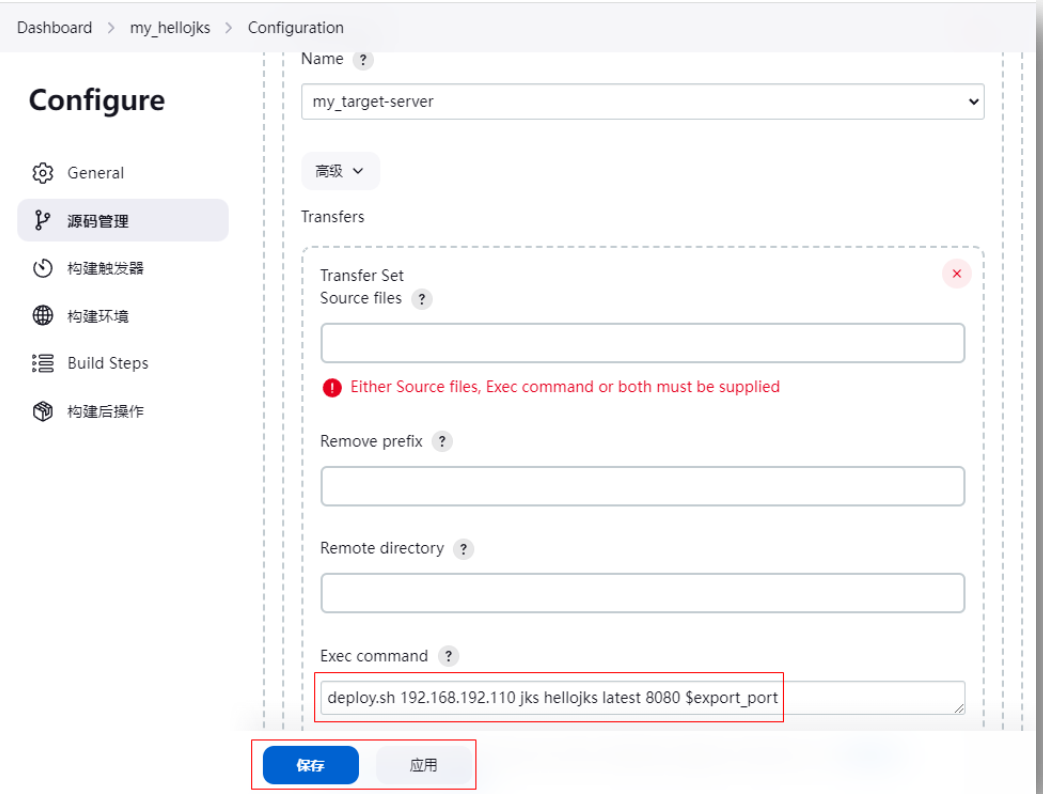 Dashboard > my_hellojks > Configuration
Configure
General
源码管理
构建触发器
构建环境
Build Steps
构建后操作
Name ?
my_target-server
高级
Transfers
Transfer Set
Source files ?
Either Source files, Exec command or both must be supplied
Remove prefix ?
Remote directory ?
Exec command ?
deploy.sh 192.168.192.110 jks hellojks latest 8080 $export_port
保存 应用